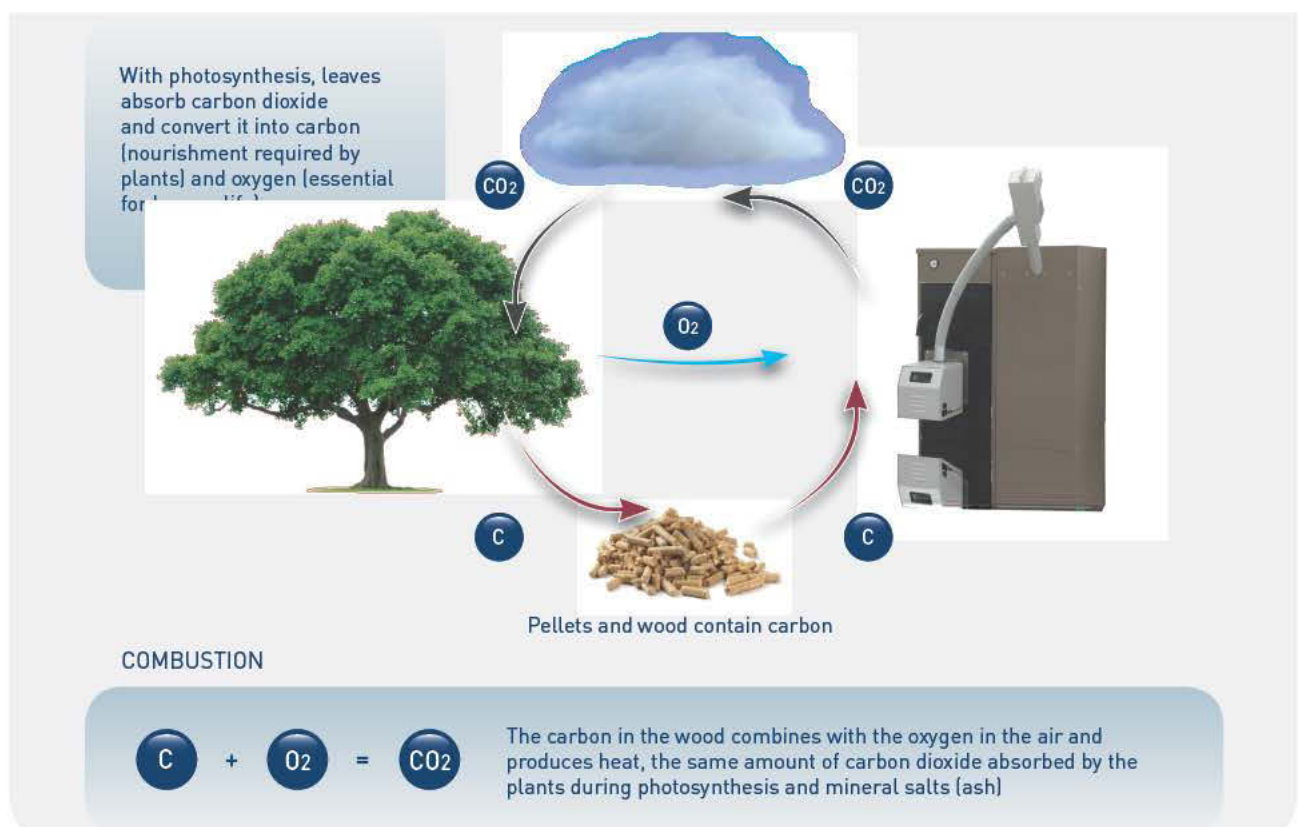 With photosynthesis, leaves
absorb carbon dioxide
and convert it into carbon
(nourishment required by
plants) and oxygen (essential
CO2
CO2
O2
C
C
Pellets and wood contain carbon
COMBUSTION
C + O2 = CO2
The carbon in the wood combines with the oxygen in the air and
produces heat, the same amount of carbon dioxide absorbed by the
plants during photosynthesis and mineral salts (ash)